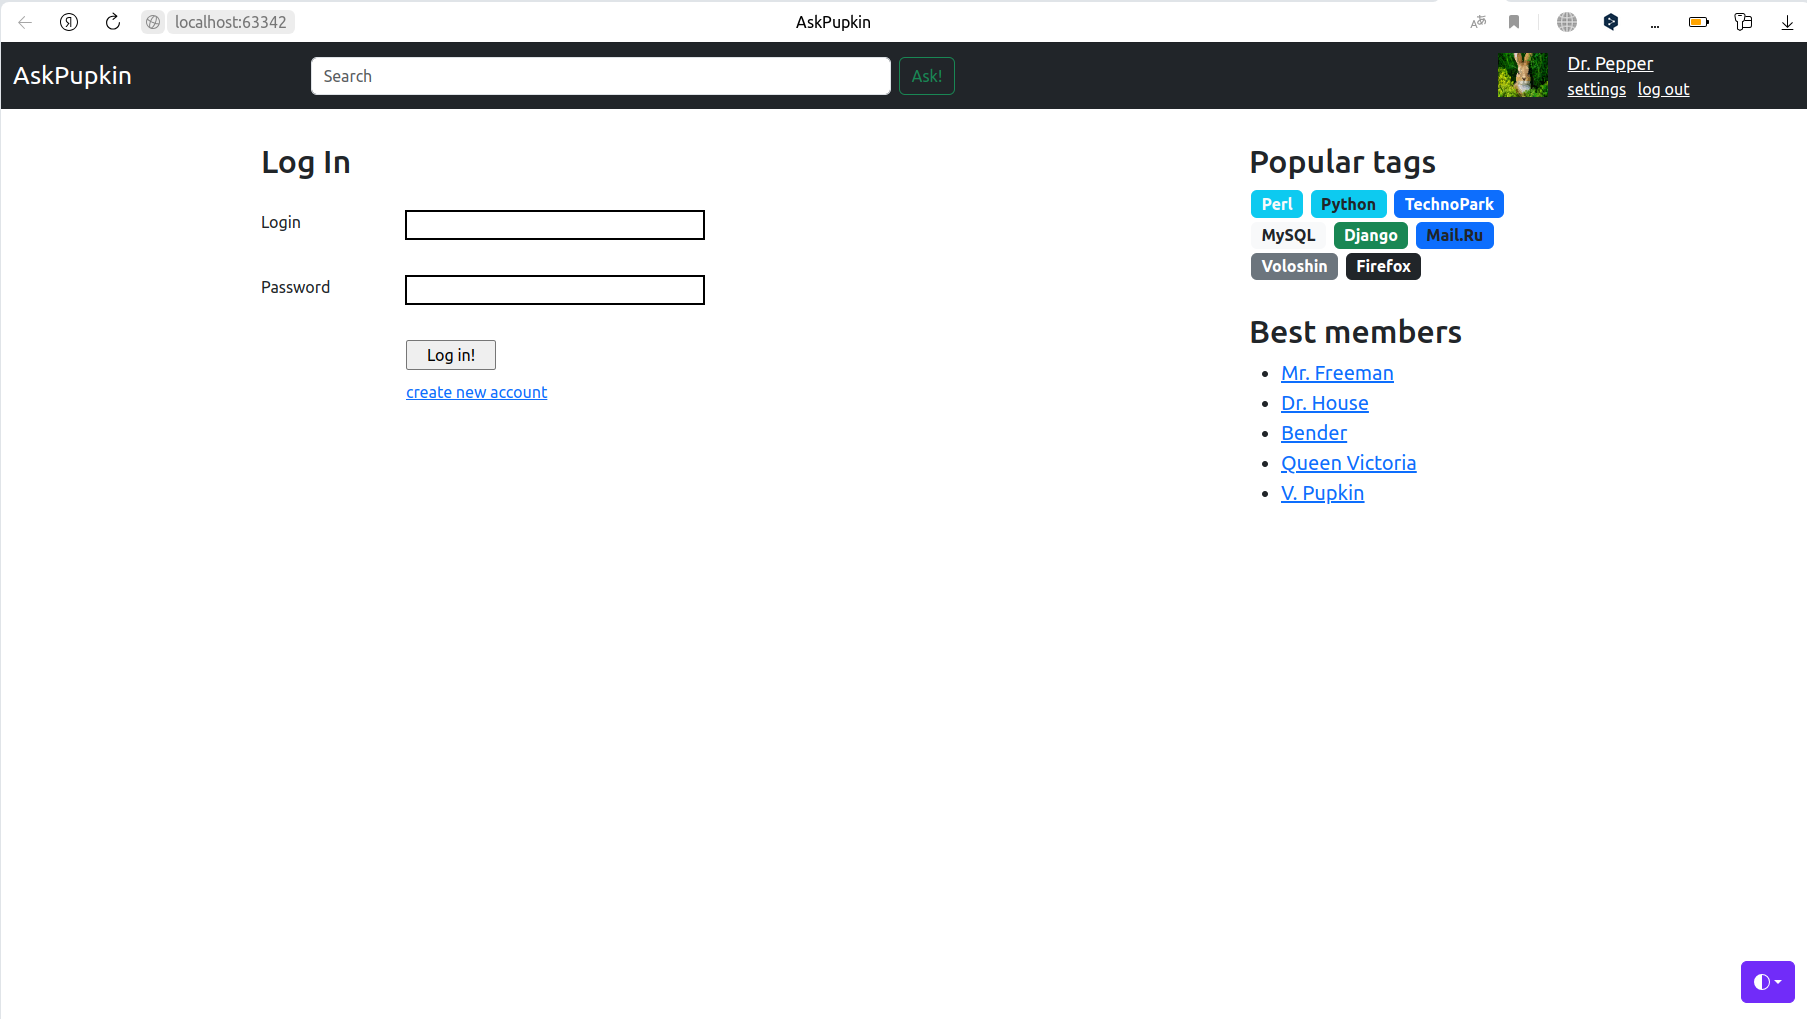 localhost:63342
AskPupkin
AskPupkin
Search
Ask!
Dr. Pepper
settings log out
Log In
Login
Password
Log in!
create new account
Popular tags
Perl Python TechnoPark
MySQL Django Mail.Ru
Voloshin Firefox
Best members
Mr. Freeman
Dr. House
Bender
Queen Victoria
V. Pupkin